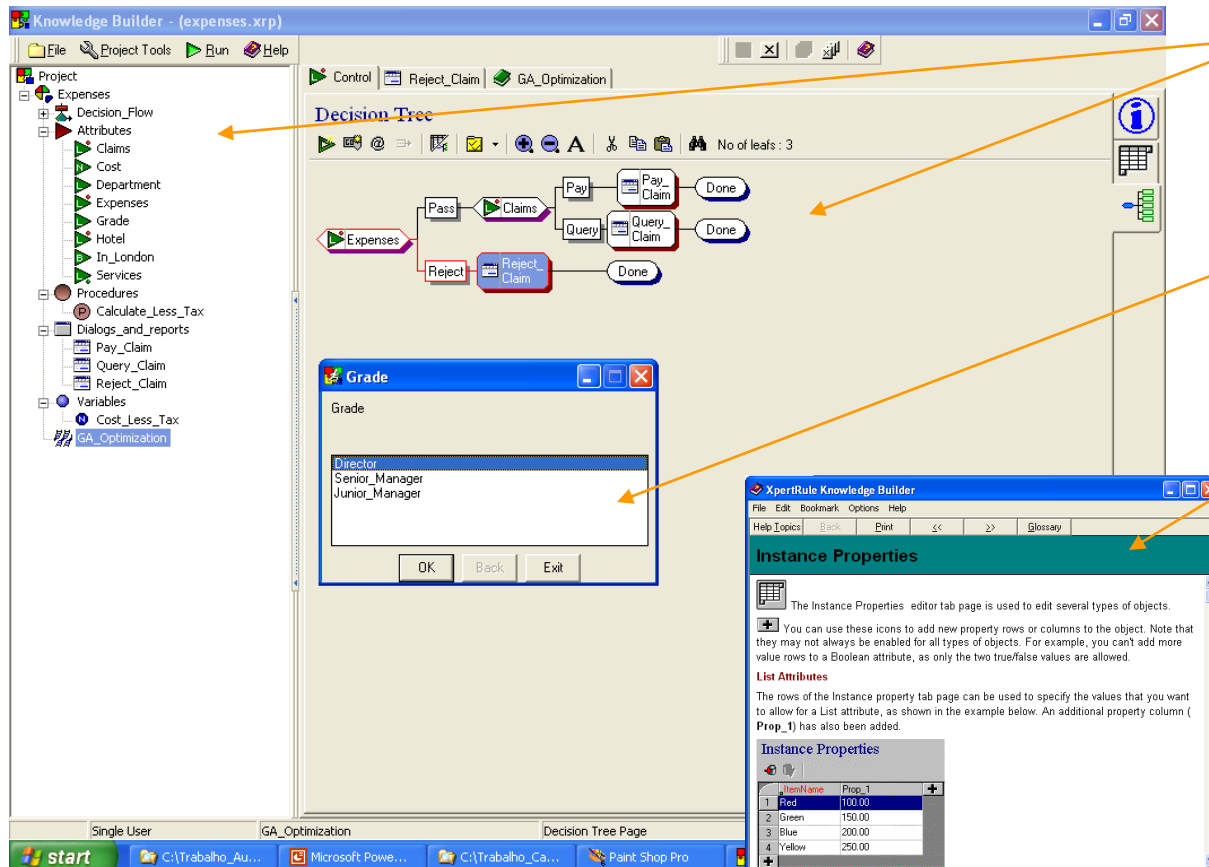 Knowledge Builder - (expenses.xrp)
File Project Tools Run Help
Project
Expenses
Decision_Flow
Attributes
Claims
Cost
Department
Expenses
Grade
Hotel
In_London
Services
Procedures
Calculate_Less_Tax
Dialogs_and_reports
Pay_Claim
Query_Claim
Reject_Claim
Variables
Cost_Less_Tax
GA_Optimization
Control Reject_Claim GA_Optimization
Decision Tree
No of leafs : 3
Expenses
Pass
Claims
Pay
Pay_
Claim
Done
Query
Query_
Claim
Done
Reject
Reject_
Claim
Done
Grade
Grade
Director
Senior_Manager
Junior_Manager
OK Back Exit
XpertRule Knowledge Builder
File Edit Bookmark Options Help
Help Topics Back Print << >> Glossary
Instance Properties
The Instance Properties editor tab page is used to edit several types of objects.
You can use these icons to add new property rows or columns to the object. Note that
they may not always be enabled for all types of objects. For example, you can't add more
value rows to a Boolean attribute, as only the two true/false values are allowed.
List Attributes
The rows of the Instance property tab page can be used to specify the values that you want
to allow for a List attribute, as shown in the example below. An additional property column (
Prop_1) has also been added.
Instance Properties
ItemName Prop_1
1 Red 100.00
2 Green 150.00
3 Blue 200.00
4 Yellow 250.00
Single User GA_Optimization Decision Tree Page
start C:\Trabalho_Au... Microsoft Powe... C:\Trabalho_Ca... Paint Shop Pro